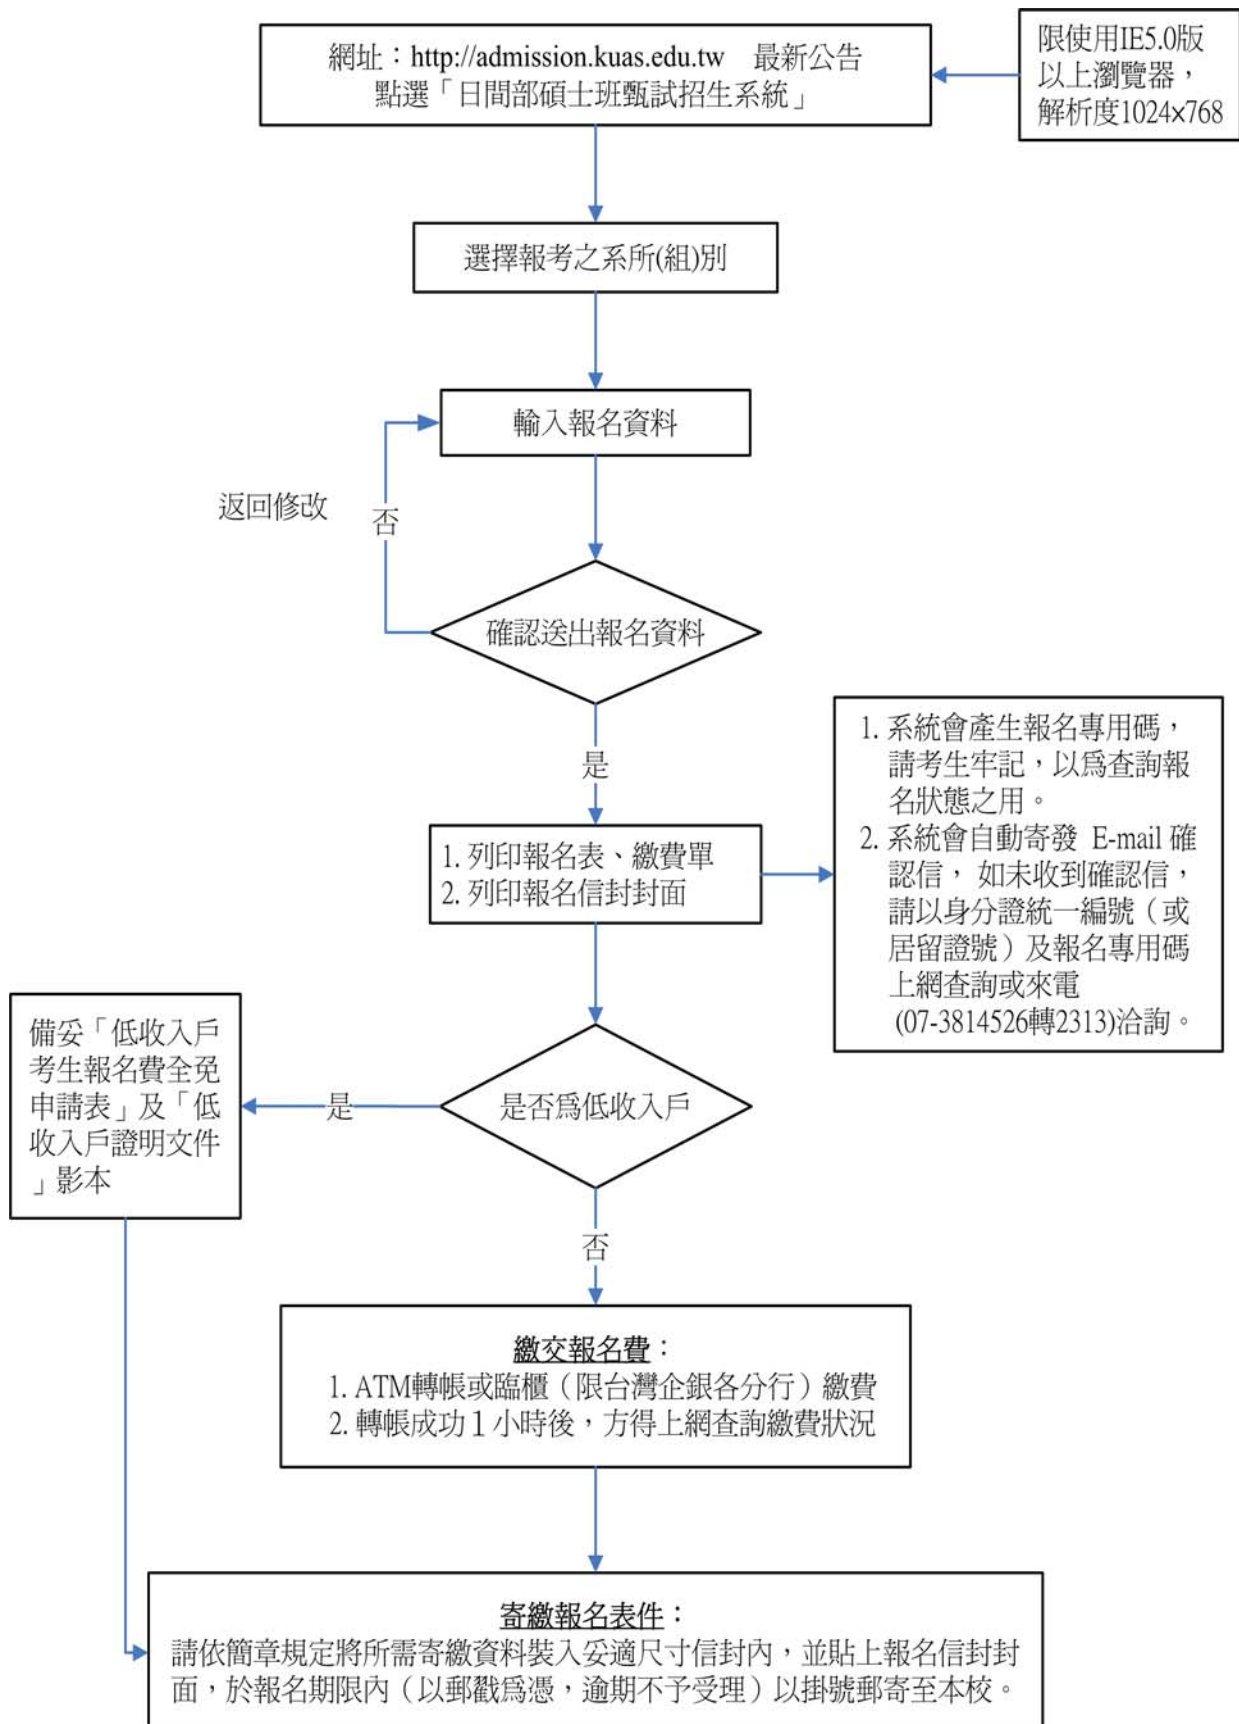 網址：http://admission.kuas.edu.tw 最新公告
點選「日間部碩士班甄試招生系統」
限使用IE5.0版
以上瀏覽器，
解析度1024×768
選擇報考之系所(組)別
輸入報名資料
返回修改
否
確認送出報名資料
是
1. 列印報名表、繳費單
2. 列印報名信封封面
1. 系統會產生報名專用碼，
請考生牢記，以為查詢報
名狀態之用。
2. 系統會自動寄發 E-mail 確
認信， 如未收到確認信，
請以身分證統一編號（或
居留證號）及報名專用碼
上網查詢或來電
(07-3814526轉2313)洽詢。
是否為低收入戶
是
備妥「低收入戶
考生報名費全免
申請表」及「低
收入戶證明文件
」影本
否
繳交報名費：
1. ATM轉帳或臨櫃（限台灣企銀各分行）繳費
2. 轉帳成功１小時後，方得上網查詢繳費狀況
寄繳報名表件：
請依簡章規定將所需寄繳資料裝入妥適尺寸信封內，並貼上報名信封封
面，於報名期限內（以郵戳為憑，逾期不予受理）以掛號郵寄至本校。